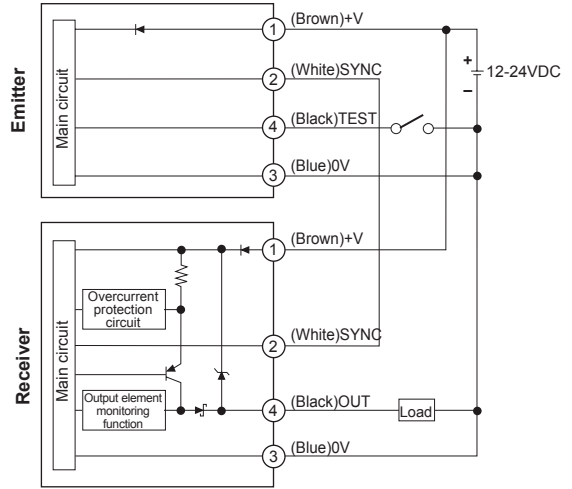 Emitter
Main circuit
1
(Brown)+V
2
(White)SYNC
4
(Black)TEST
3
(Blue)0V
+
12-24VDC
−
Receiver
Main circuit
Overcurrent
protection
circuit
Output element
monitoring
function
1
(Brown)+V
2
(White)SYNC
4
(Black)OUT
Load
3
(Blue)0V